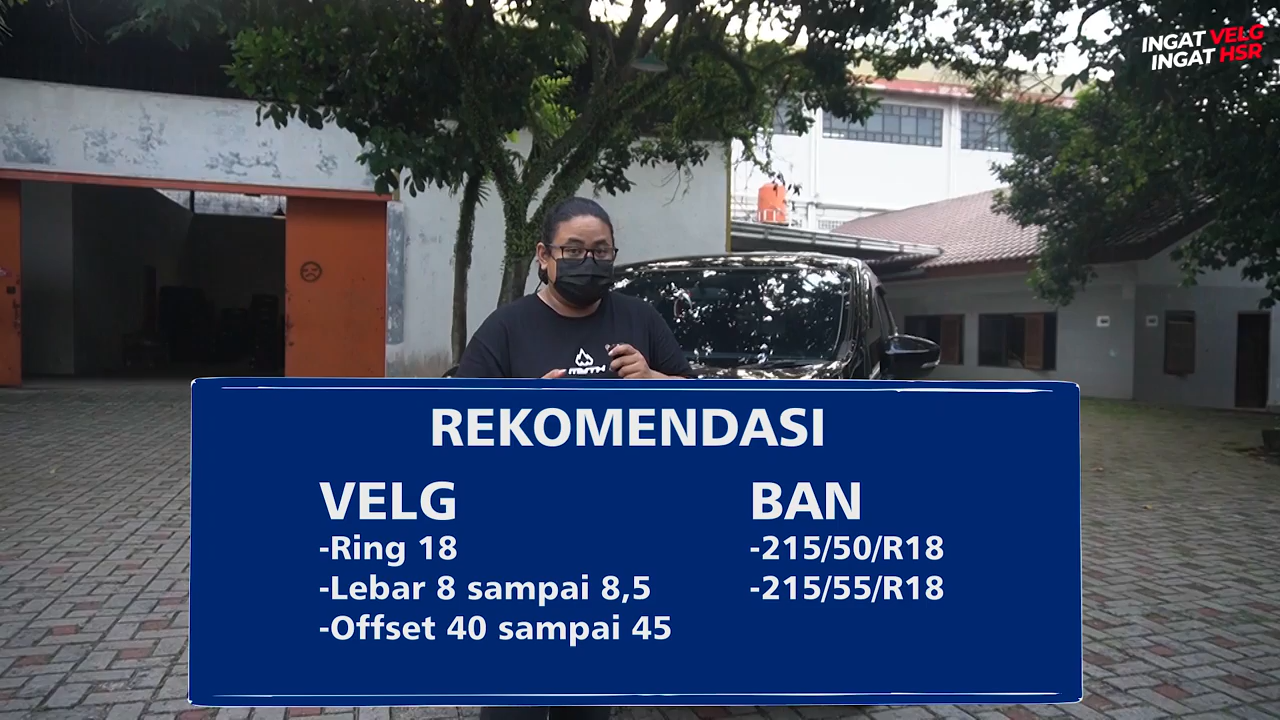 INGAT VELG
INGAT HSR
REKOMENDASI
VELG
-Ring 18
-Lebar 8 sampai 8,5
-Offset 40 sampai 45
BAN
-215/50/R18
-215/55/R18